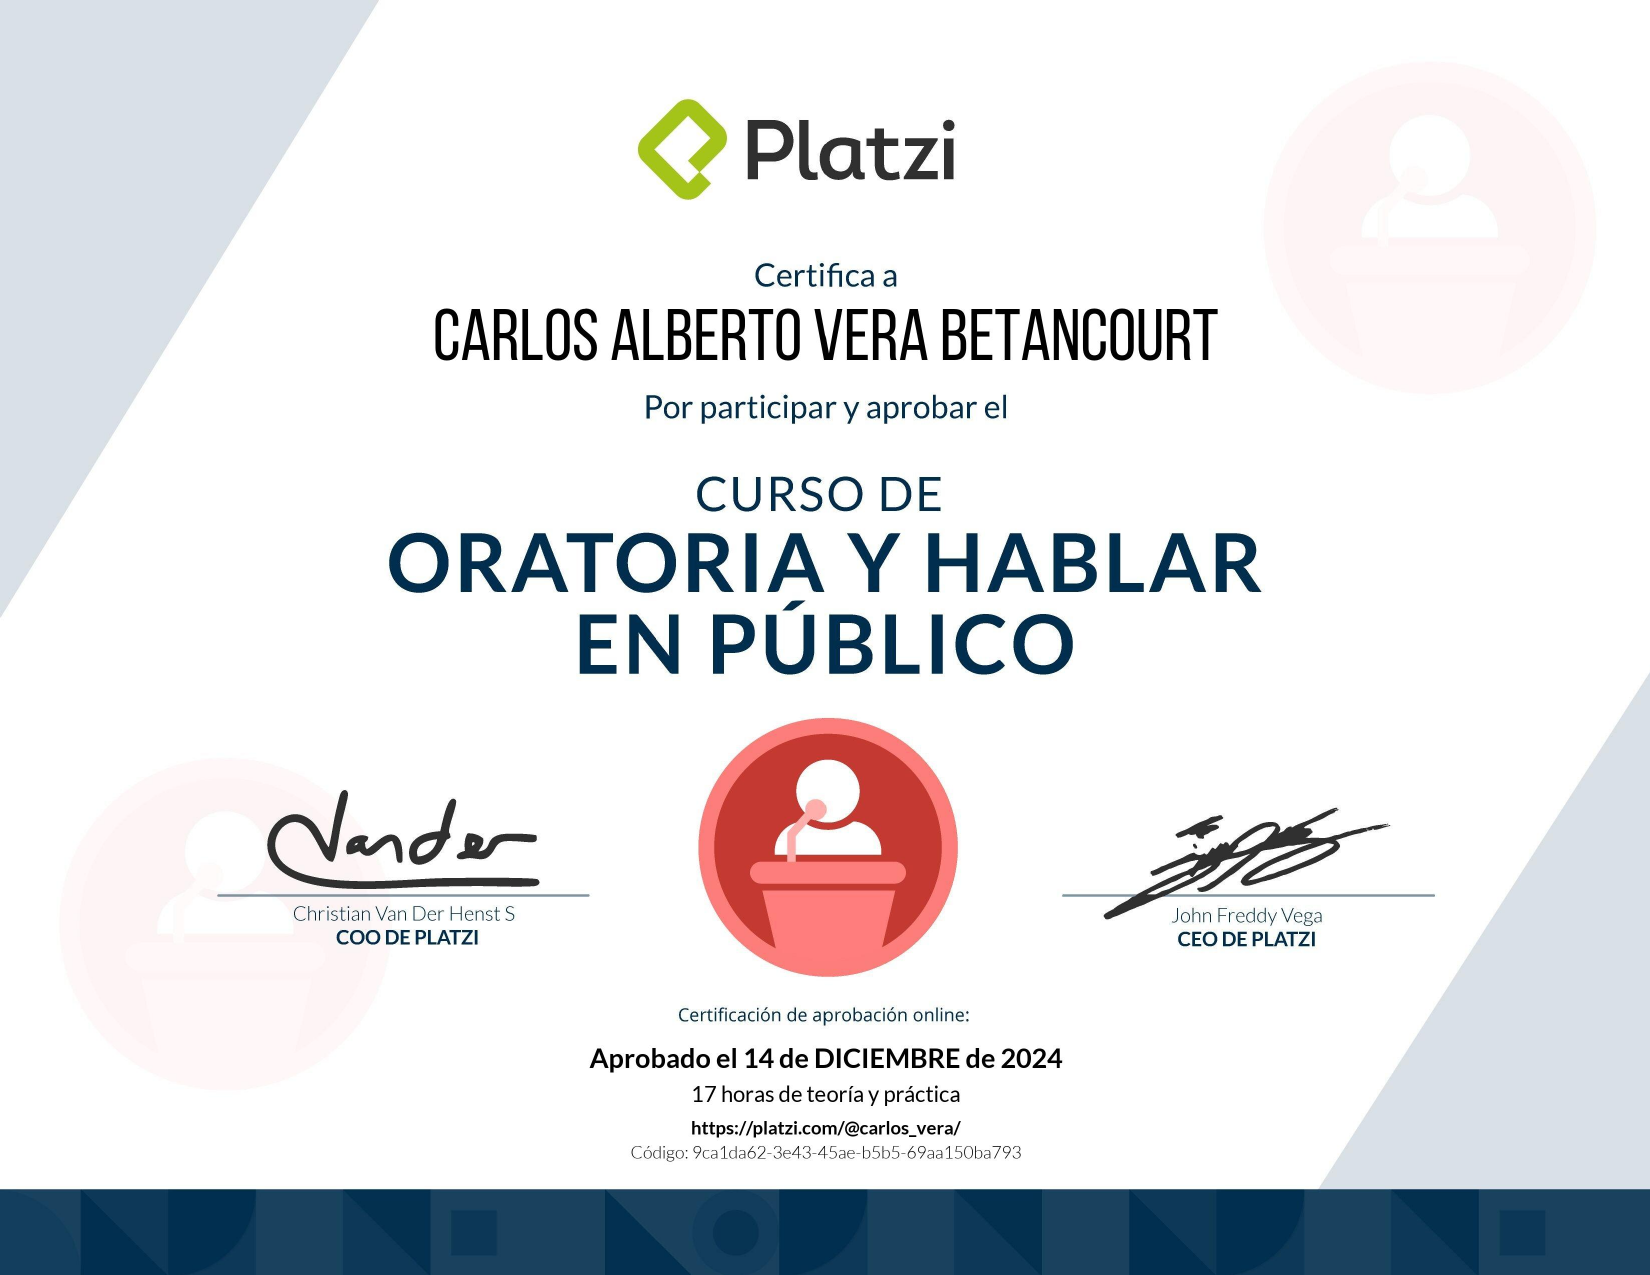 Platzi
Certifica a
CARLOS ALBERTO VERA BETANCOURT
Por participar y aprobar el
CURSO DE
ORATORIA Y HABLAR
EN PÚBLICO
Vander
Christian Van Der Henst S
COO DE PLATZI
John Freddy Vega
CEO DE PLATZI
Certificación de aprobación online:
Aprobado el 14 de DICIEMBRE de 2024
17 horas de teoría y práctica
https://platzi.com/@carlos_vera/
Código: 9ca1da62-3e43-45ae-b5b5-69aa150ba793